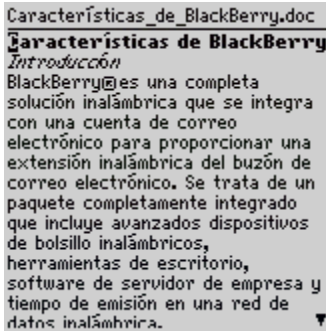 Características_de_BlackBerry.doc
Características de BlackBerry
Introducción
BlackBerry® es una completa
solución inalámbrica que se integra
con una cuenta de correo
electrónico para proporcionar una
extensión inalámbrica del buzón de
correo electrónico. Se trata de un
paquete completamente integrado
que incluye avanzados dispositivos
de bolsillo inalámbricos,
herramientas de escritorio,
software de servidor de empresa y
tiempo de emisión en una red de
datos inalámbrica.